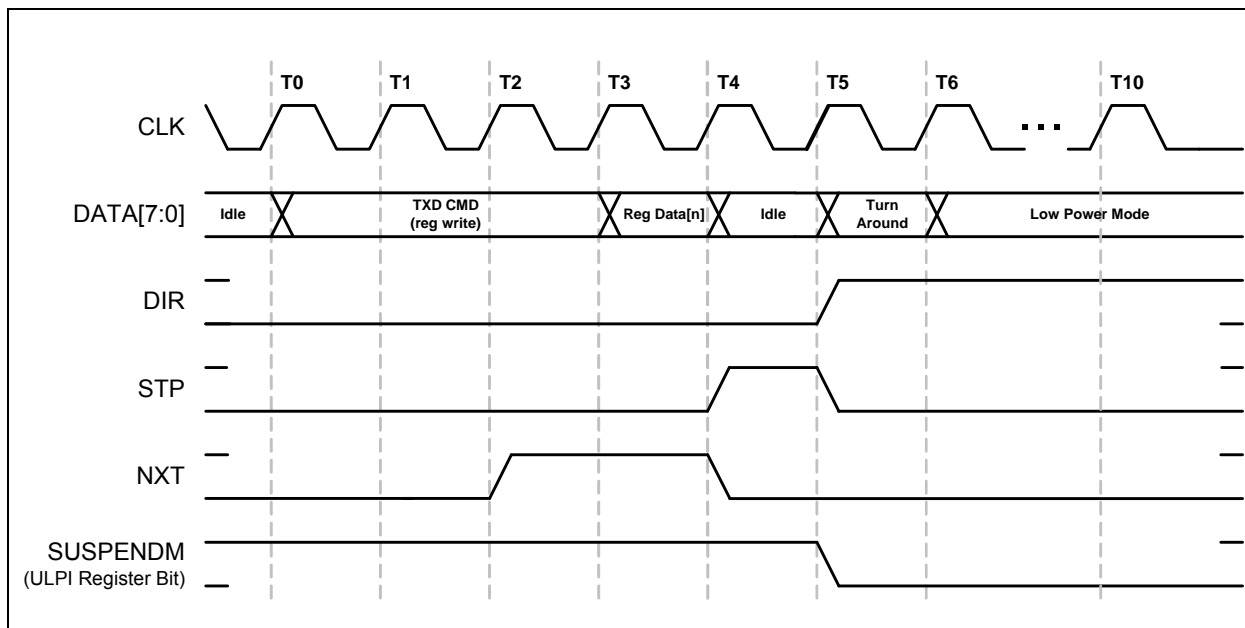 T0 T1 T2 T3 T4 T5 T6 T10
CLK
...
DATA[7:0] Idle TXD CMD Reg Data[n] Idle Turn Low Power Mode
(reg write) Around
DIR
STP
NXT
SUSPENDM
(ULPI Register Bit)